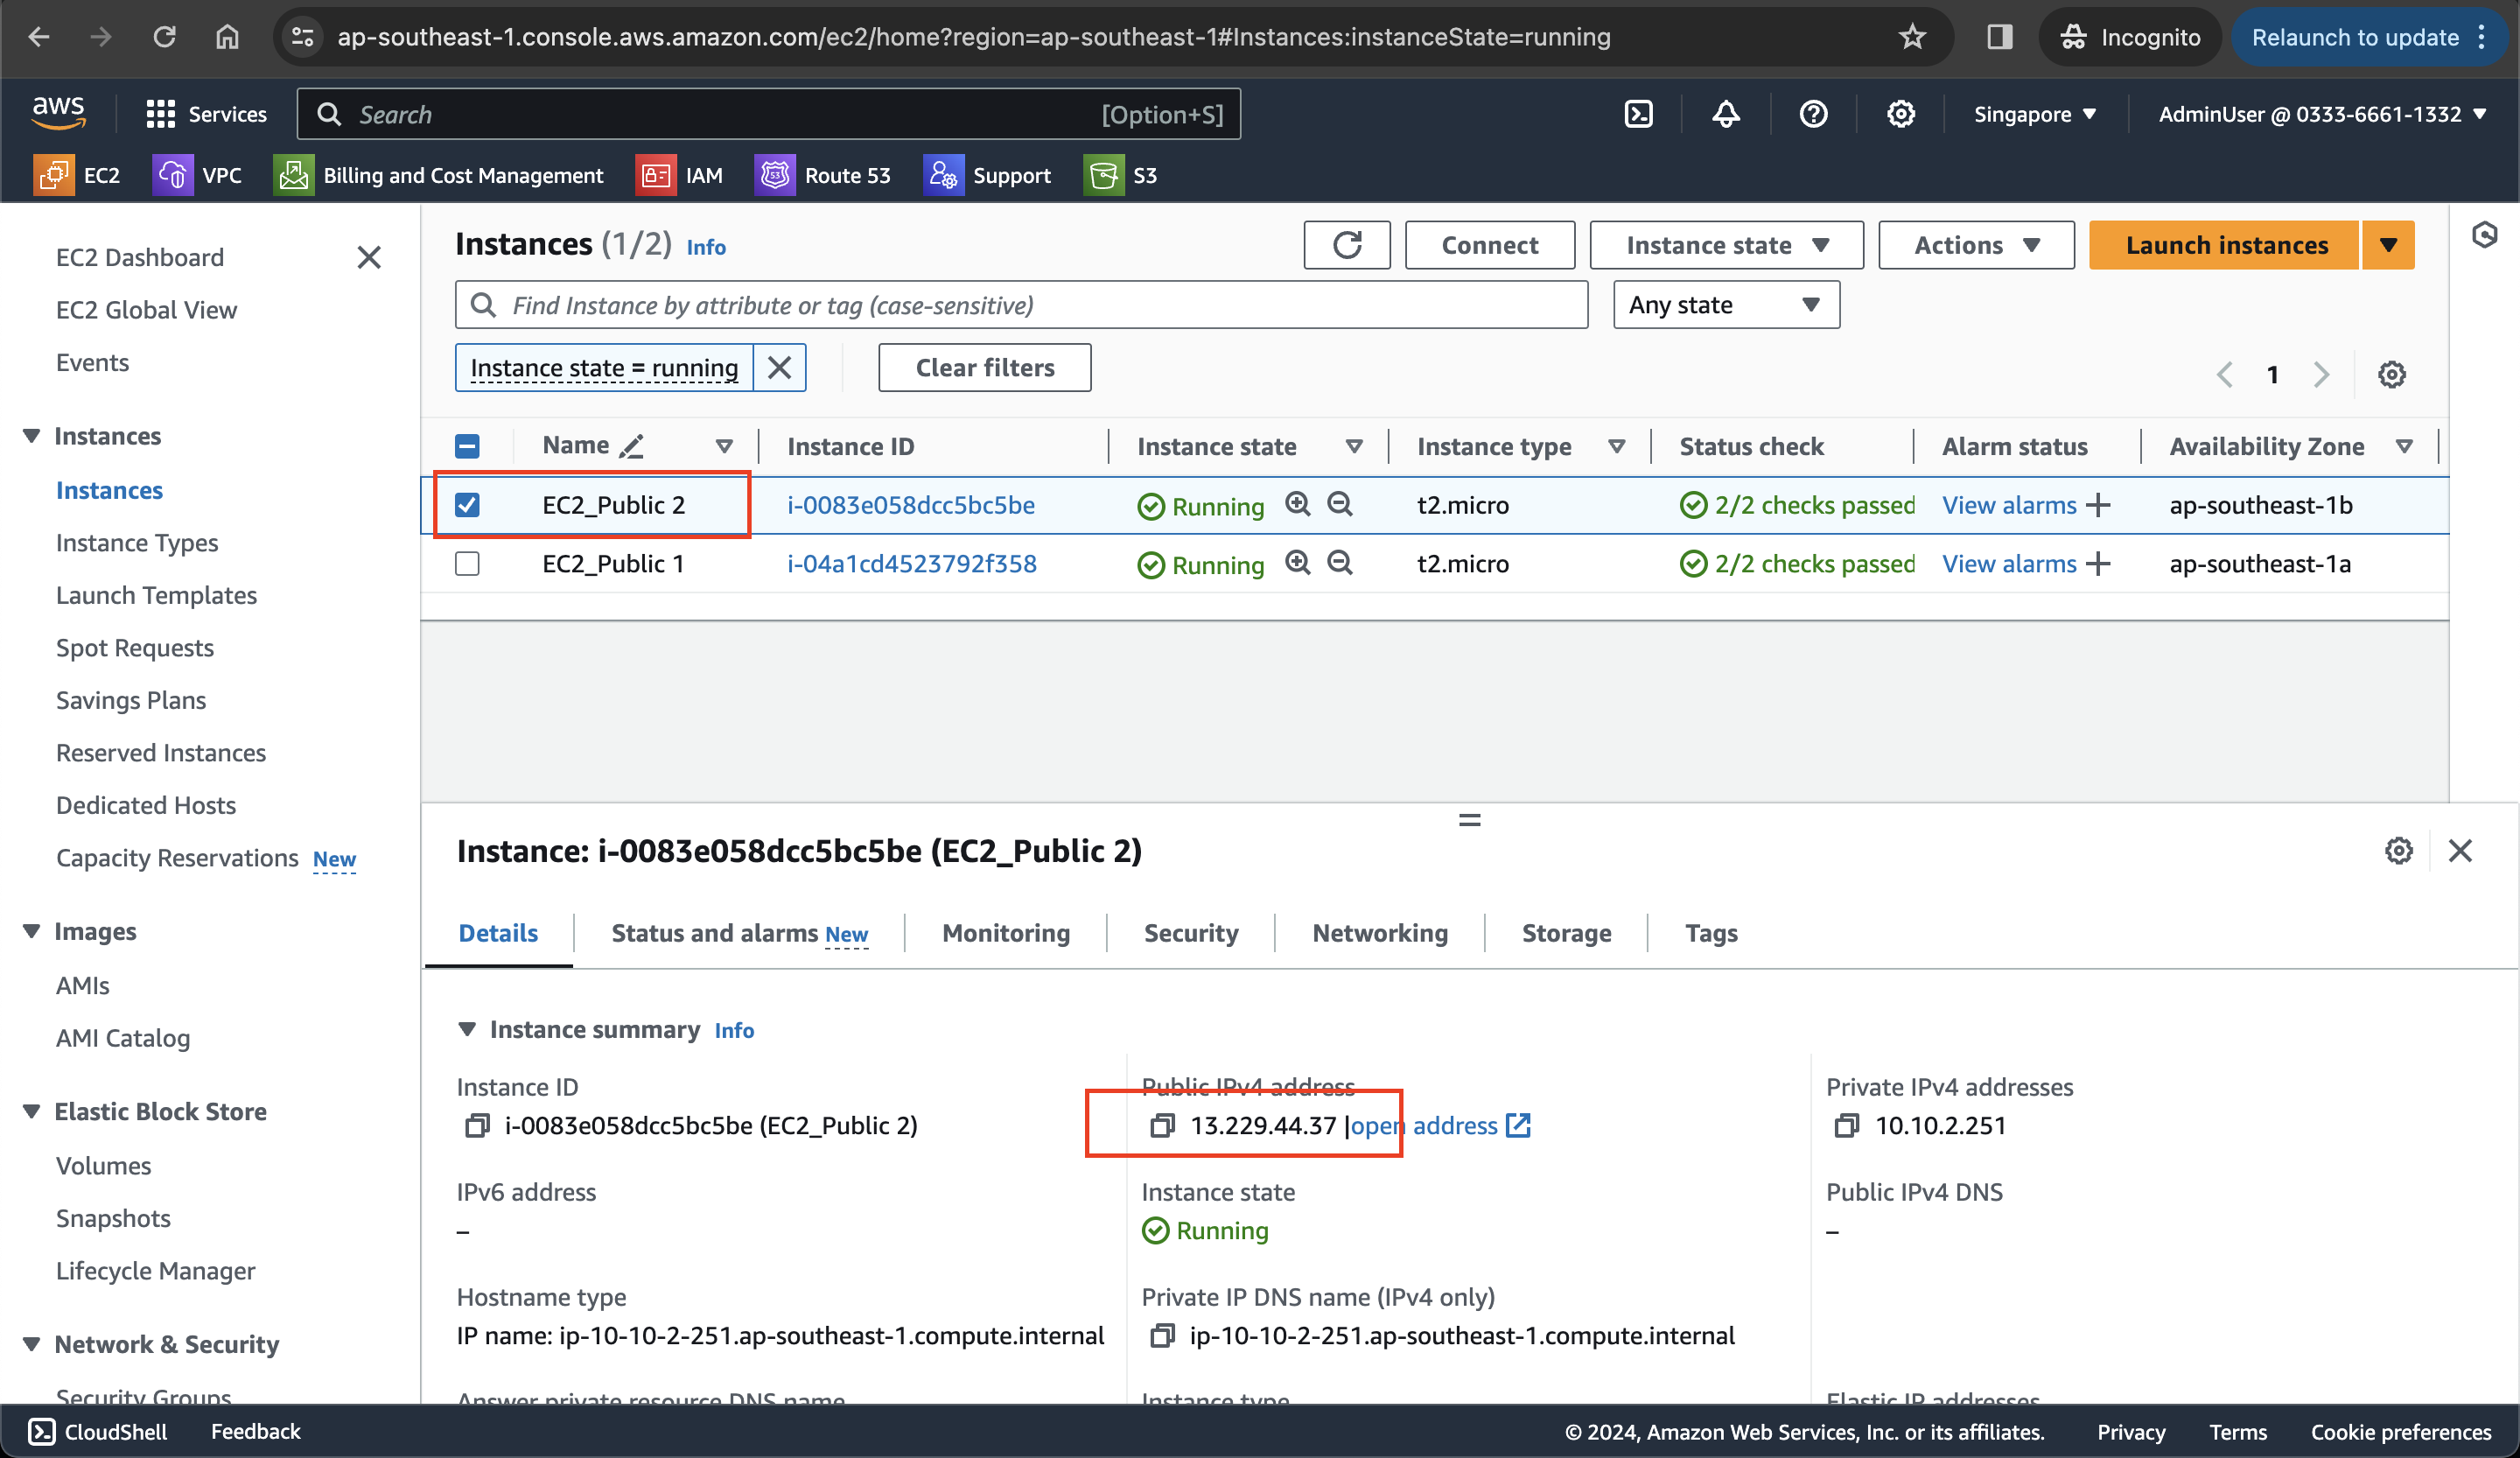 ap-southeast-1.console.aws.amazon.com/ec2/home?region=ap-southeast-1#Instances:instanceState=running
Incognito
Relaunch to update
aws
Services
Search
[Option+S]
Singapore
AdminUser @ 0333-6661-1332
EC2
VPC
Billing and Cost Management
IAM
53
Route 53
Support
S3
EC2 Dashboard
EC2 Global View
Events
Instances
Instances
Instance Types
Launch Templates
Spot Requests
Savings Plans
Reserved Instances
Dedicated Hosts
Capacity Reservations New
Images
AMIs
AMI Catalog
Elastic Block Store
Volumes
Snapshots
Lifecycle Manager
Network & Security
Security Groups
Instances (1/2) Info
Connect
Instance state
Actions
Launch instances
Find Instance by attribute or tag (case-sensitive)
Any state
Instance state = running
Clear filters
1
Name
Instance ID
Instance state
Instance type
Status check
Alarm status
Availability Zone
EC2_Public 2
i-0083e058dcc5bc5be
Running
t2.micro
2/2 checks passed
View alarms
ap-southeast-1b
EC2_Public 1
i-04a1cd4523792f358
Running
t2.micro
2/2 checks passed
View alarms
ap-southeast-1a
Instance: i-0083e058dcc5bc5be (EC2_Public 2)
Details
Status and alarms New
Monitoring
Security
Networking
Storage
Tags
Instance summary Info
Instance ID
i-0083e058dcc5bc5be (EC2_Public 2)
Public IPv4 address
13.229.44.37 |open address
Private IPv4 addresses
10.10.2.251
IPv6 address
–
Instance state
Running
Public IPv4 DNS
–
Hostname type
IP name: ip-10-10-2-251.ap-southeast-1.compute.internal
Private IP DNS name (IPv4 only)
ip-10-10-2-251.ap-southeast-1.compute.internal
Answer private resource DNS name
Instance type
Elastic IP addresses
CloudShell
Feedback
© 2024, Amazon Web Services, Inc. or its affiliates.
Privacy
Terms
Cookie preferences